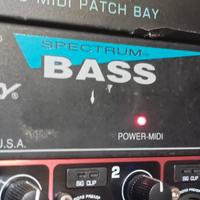 MIDI PATCH BAY
SPECTRUM
BASS
POWER-MIDI
U.S.A.
2
SIG CLIP
SIG CLIP